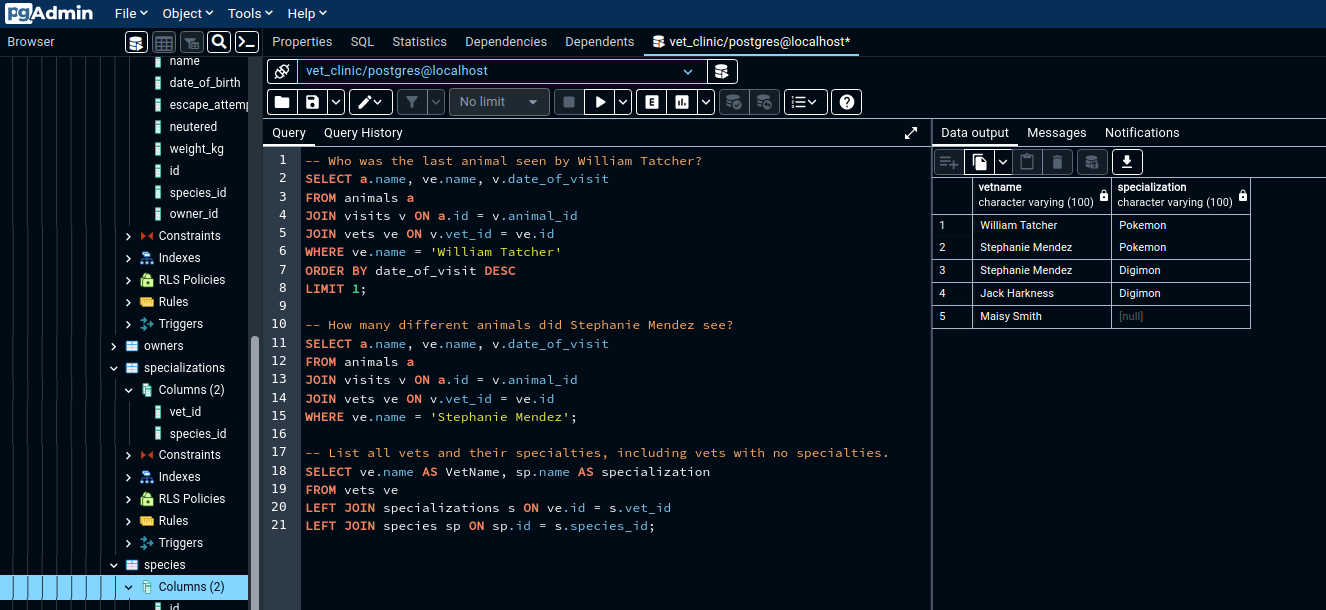 pgAdmin File Object Tools Help
Browser
Properties SQL Statistics Dependencies Dependents vet_clinic/postgres@localhost*
name
date_of_birth
escape_attemp
neutered
weight_kg
id
species_id
owner_id
Constraints
Indexes
RLS Policies
Rules
Triggers
owners
specializations
Columns (2)
vet_id
species_id
Constraints
Indexes
RLS Policies
Rules
Triggers
species
Columns (2)
id
vet_clinic/postgres@localhost
No limit
E
Query Query History
1 -- Who was the last animal seen by William Tatcher?
2 SELECT a.name, ve.name, v.date_of_visit
3 FROM animals a
4 JOIN visits v ON a.id = v.animal_id
5 JOIN vets ve ON v.vet_id = ve.id
6 WHERE ve.name = 'William Tatcher'
7 ORDER BY date_of_visit DESC
8 LIMIT 1;
9
10 -- How many different animals did Stephanie Mendez see?
11 SELECT a.name, ve.name, v.date_of_visit
12 FROM animals a
13 JOIN visits v ON a.id = v.animal_id
14 JOIN vets ve ON v.vet_id = ve.id
15 WHERE ve.name = 'Stephanie Mendez';
16
17 -- List all vets and their specialties, including vets with no specialties.
18 SELECT ve.name AS VetName, sp.name AS specialization
19 FROM vets ve
20 LEFT JOIN specializations s ON ve.id = s.vet_id
21 LEFT JOIN species sp ON sp.id = s.species_id;
Data output Messages Notifications
vetname specialization
character varying (100) character varying (100)
1 William Tatcher Pokemon
2 Stephanie Mendez Pokemon
3 Stephanie Mendez Digimon
4 Jack Harkness Digimon
5 Maisy Smith [null]